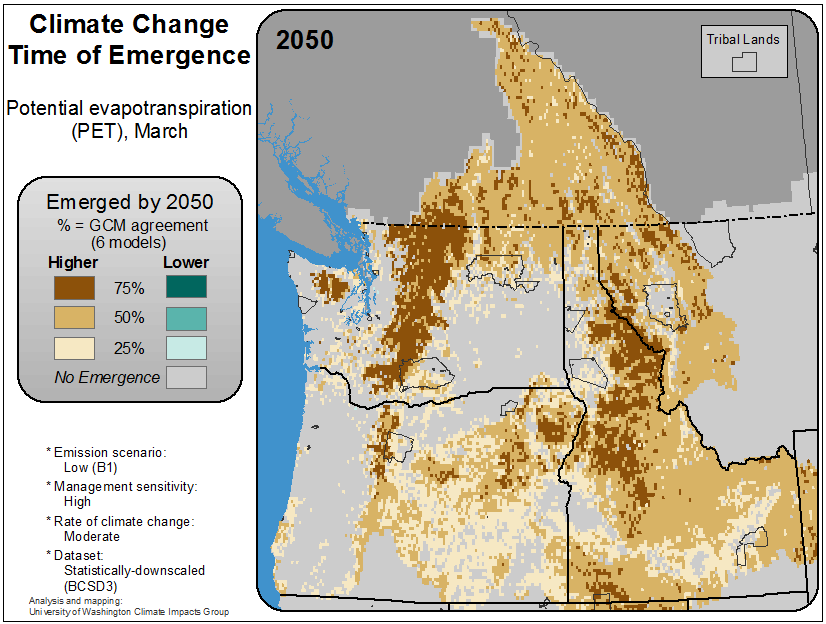 Climate Change
Time of Emergence
Potential evapotranspiration
(PET), March
Emerged by 2050
% = GCM agreement
(6 models)
Higher Lower
75%
50%
25%
No Emergence
* Emission scenario:
Low (B1)
* Management sensitivity:
High
* Rate of climate change:
Moderate
* Dataset:
Statistically-downscaled
(BCSD3)
Analysis and mapping:
University of Washington Climate Impacts Group
2050
Tribal Lands